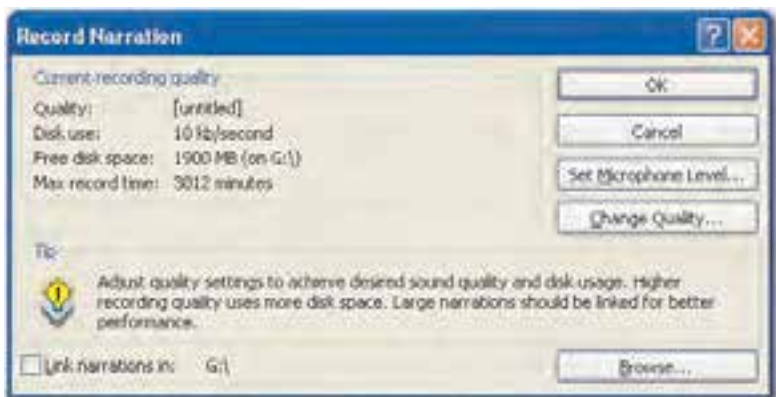 Record Narration
Current recording quality
Quality: [untitled]
Disk use: 10 kb/second
Free disk space: 1900 MB (on G:\)
Max record time: 3012 minutes
OK
Cancel
Set Microphone Level...
Change Quality...
Tip
Adjust quality settings to achieve desired sound quality and disk usage. Higher
recording quality uses more disk space. Large narrations should be linked for better
performance.
Link narrations in: G:\
Browse...